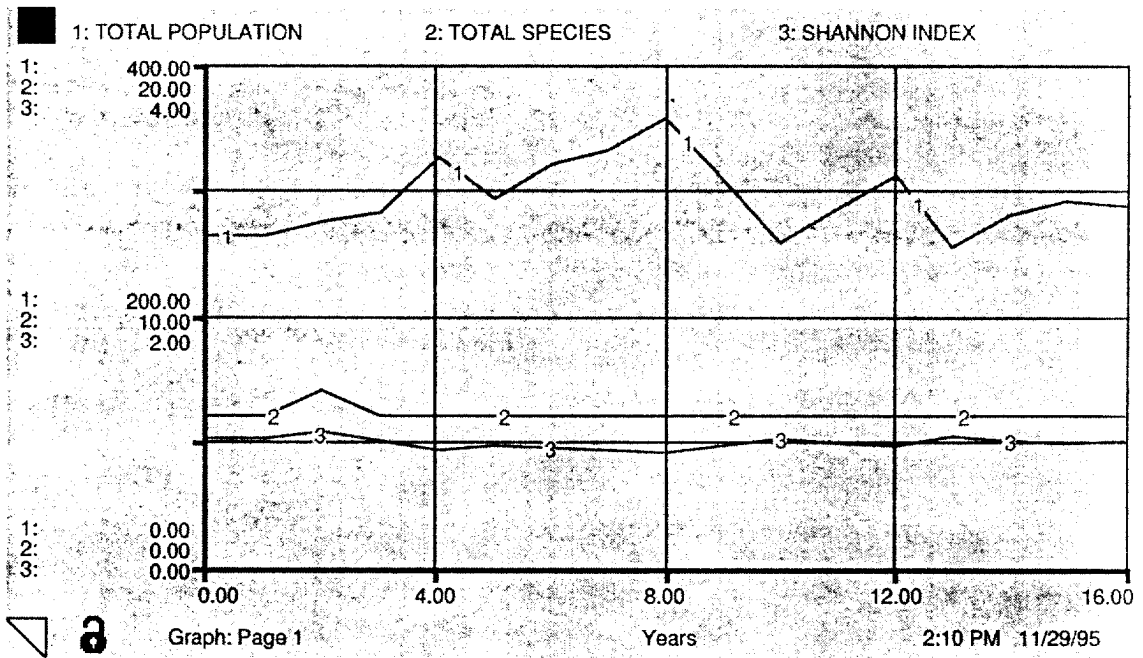 1: TOTAL POPULATION 2: TOTAL SPECIES 3: SHANNON INDEX
1: 400.00
2: 20.00
3: 4.00
1
1
1
1
1: 200.00
2: 10.00
3: 2.00
2 2 2 2
3 3 3 3
1: 0.00
2: 0.00
3: 0.00
0.00 4.00 8.00 12.00 16.00
Graph: Page 1 Years 2:10 PM 11/29/95